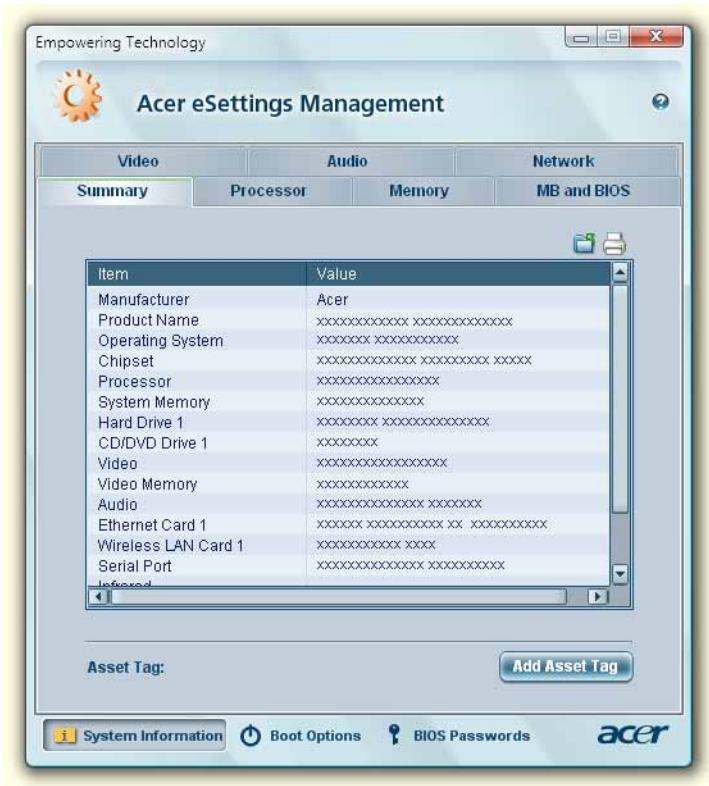 Empowering Technology
Acer eSettings Management
Video Audio Network
Summary Processor Memory MB and BIOS
Item Value
Manufacturer Acer
Product Name xxxxxxxxxxxx xxxxxxxxxxxxx
Operating System xxxxxxx xxxxxxxxxxx
Chipset xxxxxxxxxxxxx xxxxxxxxx xxxxx
Processor xxxxxxxxxxxxxxxx
System Memory xxxxxxxxxxxxxx
Hard Drive 1 xxxxxxxx xxxxxxxxxxxxxx
CD/DVD Drive 1 xxxxxxxx
Video xxxxxxxxxxxxxxxxx
Video Memory xxxxxxxxxxxx
Audio xxxxxxxxxxxxxx xxxxxxx
Ethernet Card 1 xxxxxx xxxxxxxxxx xx xxxxxxxxxx
Wireless LAN Card 1 xxxxxxxxxxx xxxx
Serial Port xxxxxxxxxxxxxx xxxxxxxxxx
Infrared
Asset Tag: Add Asset Tag
System Information Boot Options BIOS Passwords acer